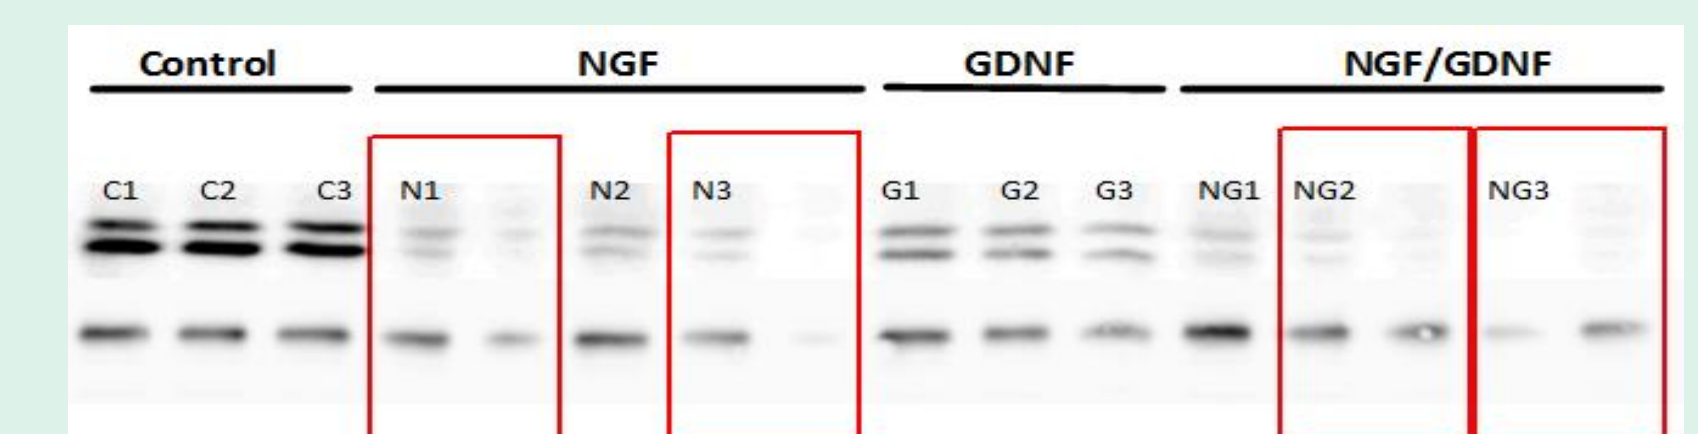 Control NGF GDNF NGF/GDNF
C1 C2 C3 N1 N2 N3 G1 G2 G3 NG1 NG2 NG3